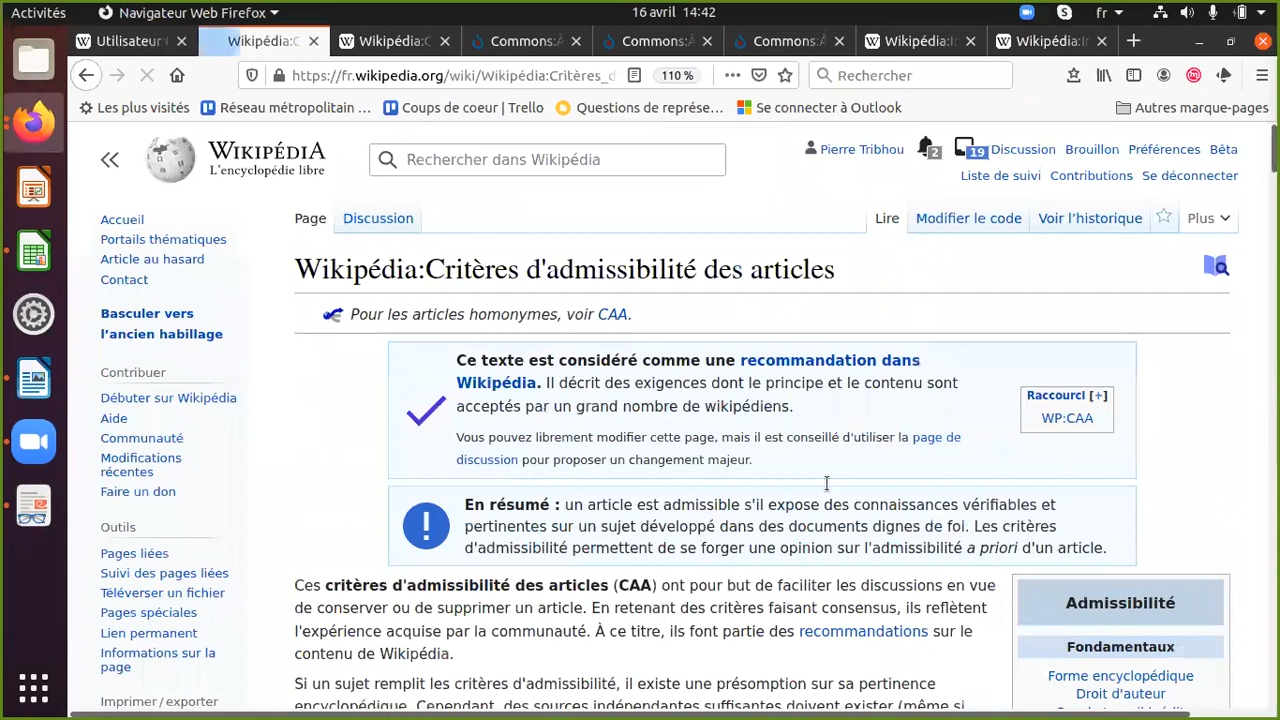 Activités
Navigateur Web Firefox
16 avril 14:42
fr
Utilisateur
Wikipédia:C
Wikipédia:C
Commons:A
Commons:A
Commons:A
Wikipédia:I
Wikipédia:I
https://fr.wikipedia.org/wiki/Wikipédia:Critères_d
110 %
Rechercher
Les plus visités
Réseau métropolitain …
Coups de oeur | Trello
Questions de représe…
Se connecter à Outlook
Autres marque-pages
WIKIPÉDIA
L'encyclopédie libre
Rechercher dans Wikipédia
Pierre Tribhou
2
19
Discussion
Brouillon
Préférences
Bêta
Liste de suivi
Contributions
Se déconnecter
Accueil
Portails thématiques
Article au hasard
Contact
Basculer vers
l’ancien habillage
Contribuer
Débuter sur Wikipédia
Aide
Communauté
Modifications
récentes
Faire un don
Outils
Pages liées
Suivi des pages liées
Téléverser un fichier
Pages spéciales
Lien permanent
Informations sur la
page
Imprimer / exporter
Page
Discussion
Lire
Modifier le code
Voir l’historique
Plus
Wikipédia:Critères d'admissibilité des articles
Pour les articles homonymes, voir CAA.
Ce texte est considéré comme une recommandation dans
Wikipédia. Il décrit des exigences dont le principe et le contenu sont
acceptés par un grand nombre de wikipédiens.
Vous pouvez librement modifier cette page, mais il est conseillé d'utiliser la page de
discussion pour proposer un changement majeur.
Raccourci [+]
WP:CAA
En résumé : un article est admissible s'il expose des connaissances vérifiables et
pertinentes sur un sujet développé dans des documents dignes de foi. Les critères
d'admissibilité permettent de se forger une opinion sur l'admissibilité a priori d'un article.
Ces critères d'admissibilité des articles (CAA) ont pour but de faciliter les discussions en vue
de conserver ou de supprimer un article. En retenant des critères faisant consensus, ils reflètent
l'expérience acquise par la communauté. À ce titre, ils font partie des recommandations sur le
contenu de Wikipédia.
Si un sujet remplit les critères d'admissibilité, il existe une présomption sur sa pertinence
encyclopédique. Cependant, des sources indépendantes suffisantes doivent exister (même si
Admissibilité
Fondamentaux
Forme encyclopédique
Droit d'auteur